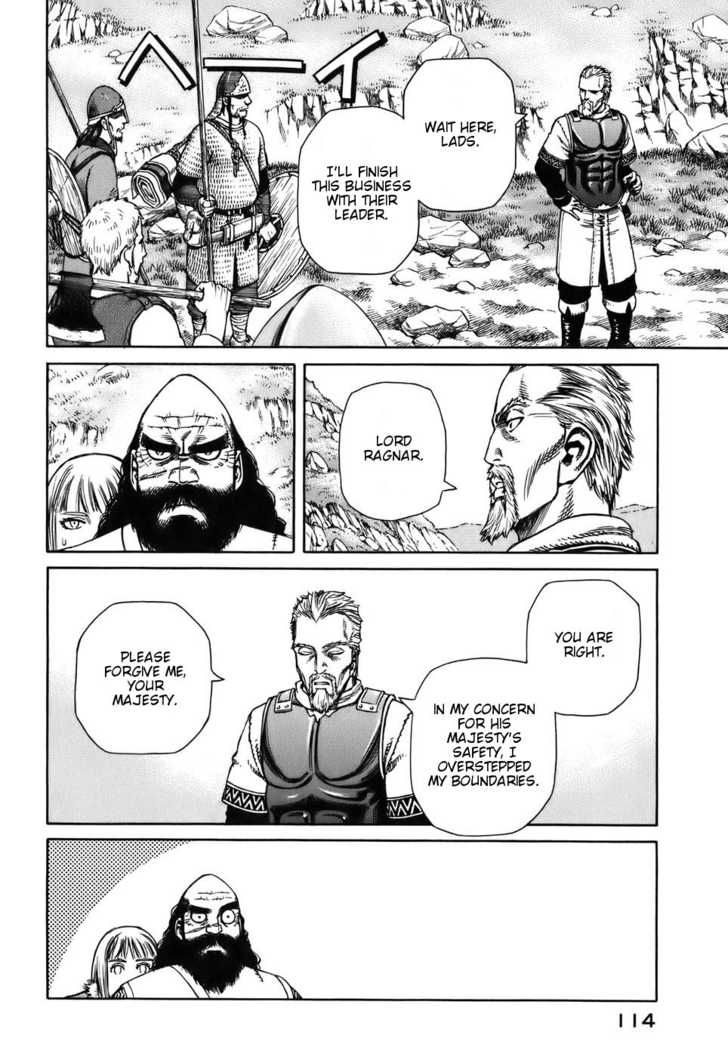 ヘーイ
WAIT HERE,
LADS.
I'LL FINISH
THIS BUSINESS
WITH THEIR
LEADER.
LORD
RAGNAR.
YOU ARE
RIGHT.
IN MY CONCERN
FOR HIS
MAJESTY'S
SAFETY, I
OVERSTEPPED
MY BOUNDARIES.
PLEASE
FORGIVE ME,
YOUR
MAJESTY.
114